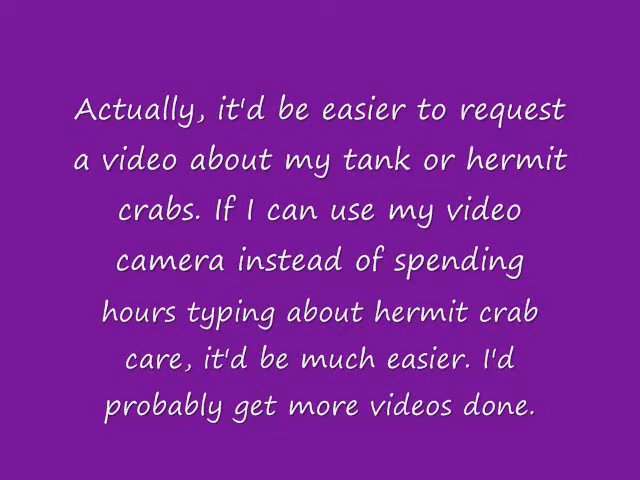 Actually, it'd be easier to request
a video about my tank or hermit
crabs. If I can use my video
camera instead of spending
hours typing about hermit crab
care, it'd be much easier. I'd
probably get more videos done.